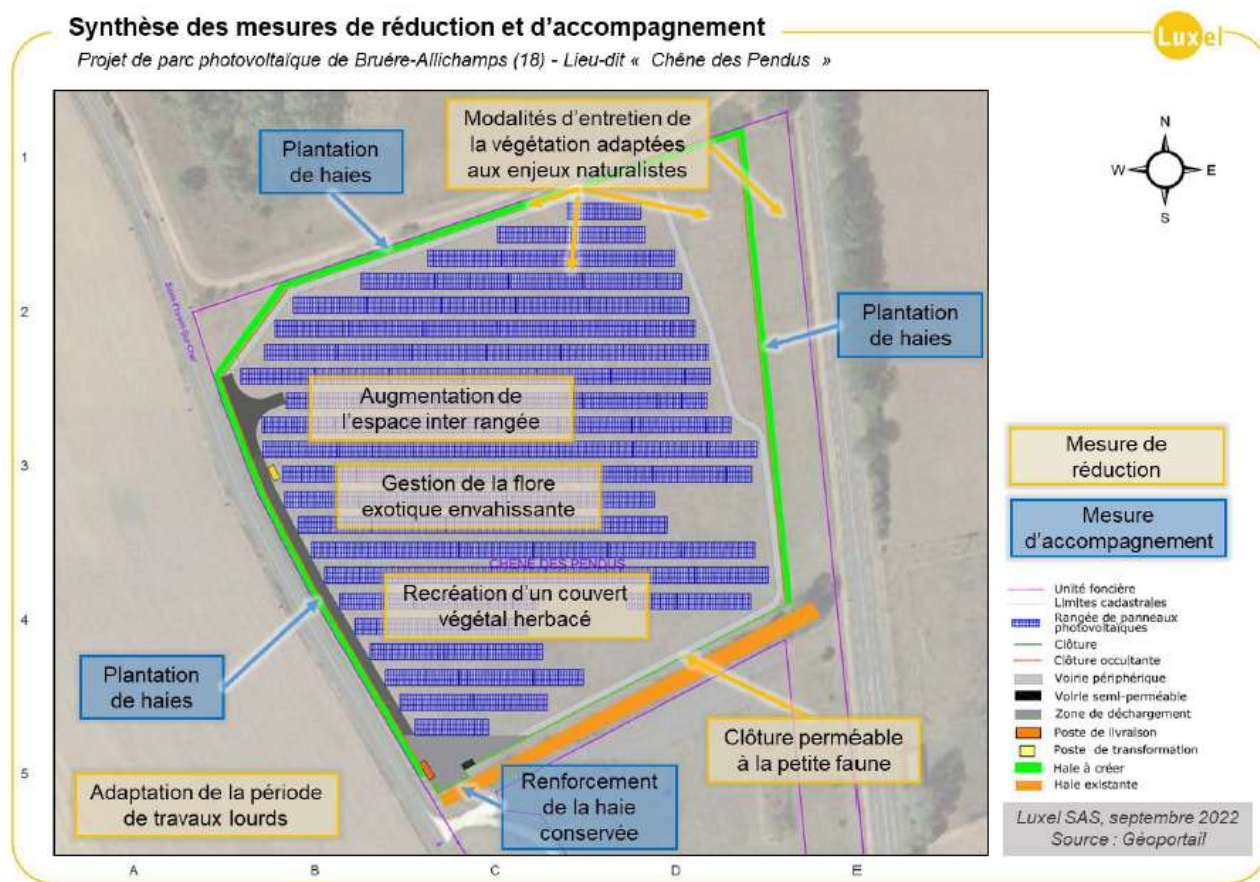 Synthèse des mesures de réduction et d'accompagnement
Projet de parc photovoltaïque de Bruère-Allichamps (18) - Lieu-dit « Chêne des Pendus »
Luxel
1
2
3
4
5
A
B
C
D
E
N
W
E
S
Plantation
de haies
Modalités d'entretien de
la végétation adaptées
aux enjeux naturalistes
Plantation
de haies
Augmentation de
l'espace inter rangée
Gestion de la flore
exotique envahissante
CHENE DES PENDUS
Recréation d'un couvert
végétal herbacé
Plantation
de haies
Clôture perméable
à la petite faune
Adaptation de la période
de travaux lourds
Renforcement
de la haie
conservée
Mesure de
réduction
Mesure
d'accompagnement
Unité foncière
Limites cadastrales
Rangée de panneaux
photovoltaïques
Clôture
Clôture occultante
Voirie périphérique
Voirie semi-perméable
Zone de déchargement
Poste de livraison
Poste de transformation
Haie à créer
Haie existante
Luxel SAS, septembre 2022
Source : Géoportail